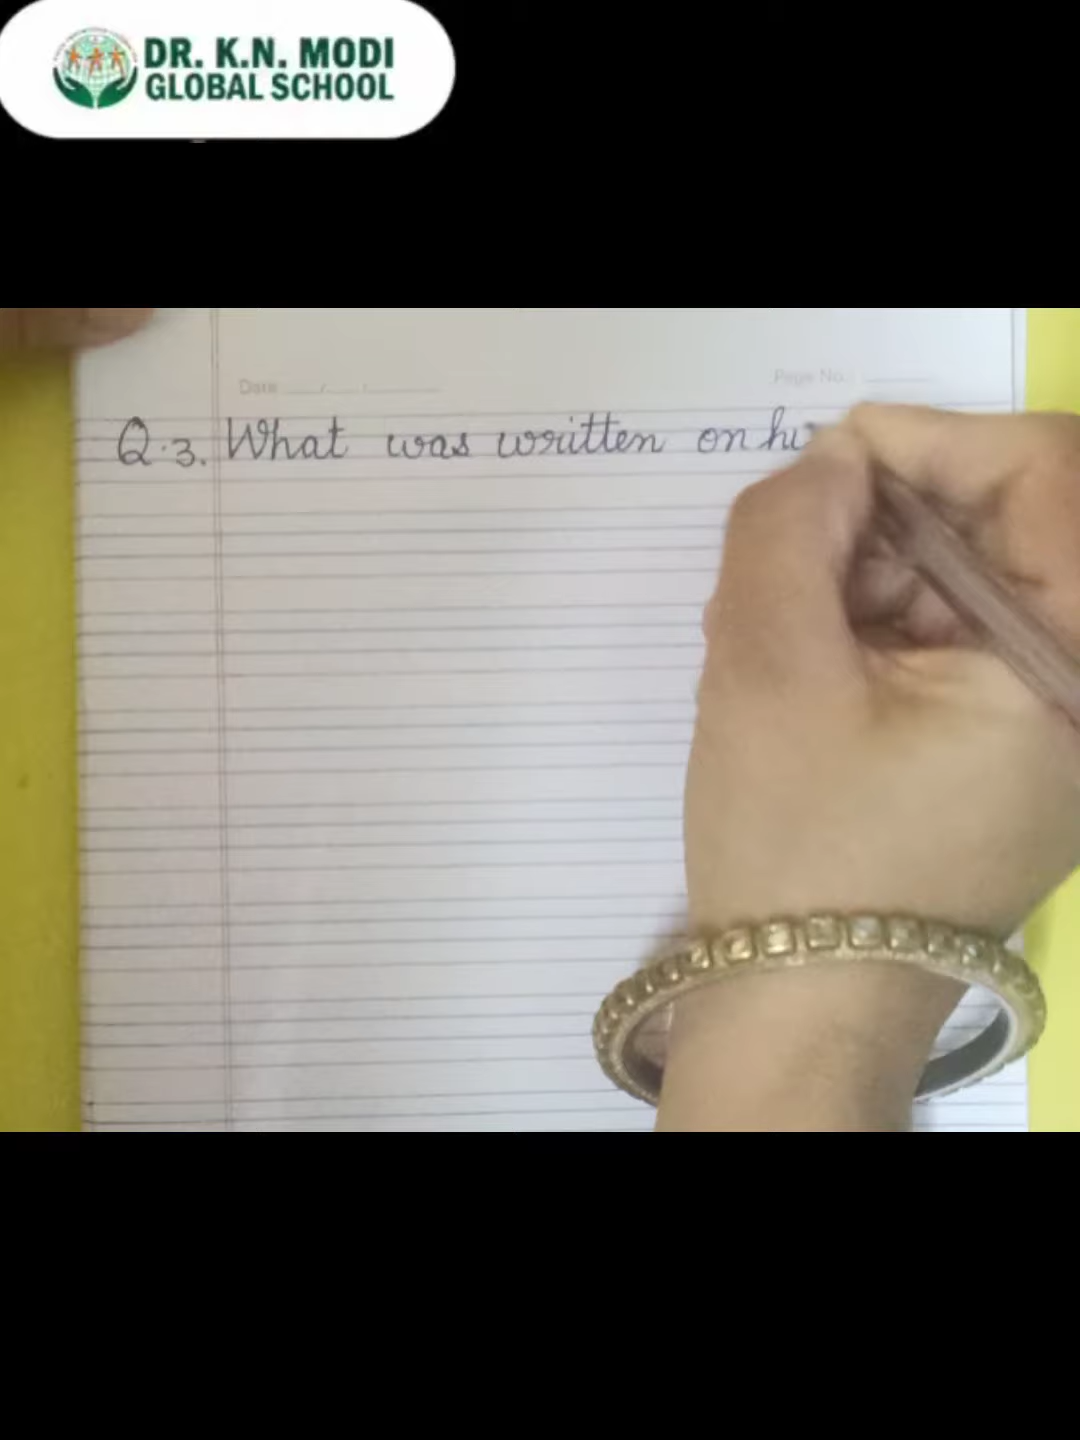 DR. K.N. MODI
GLOBAL SCHOOL
Date
Page No.
Q.3. What was written on